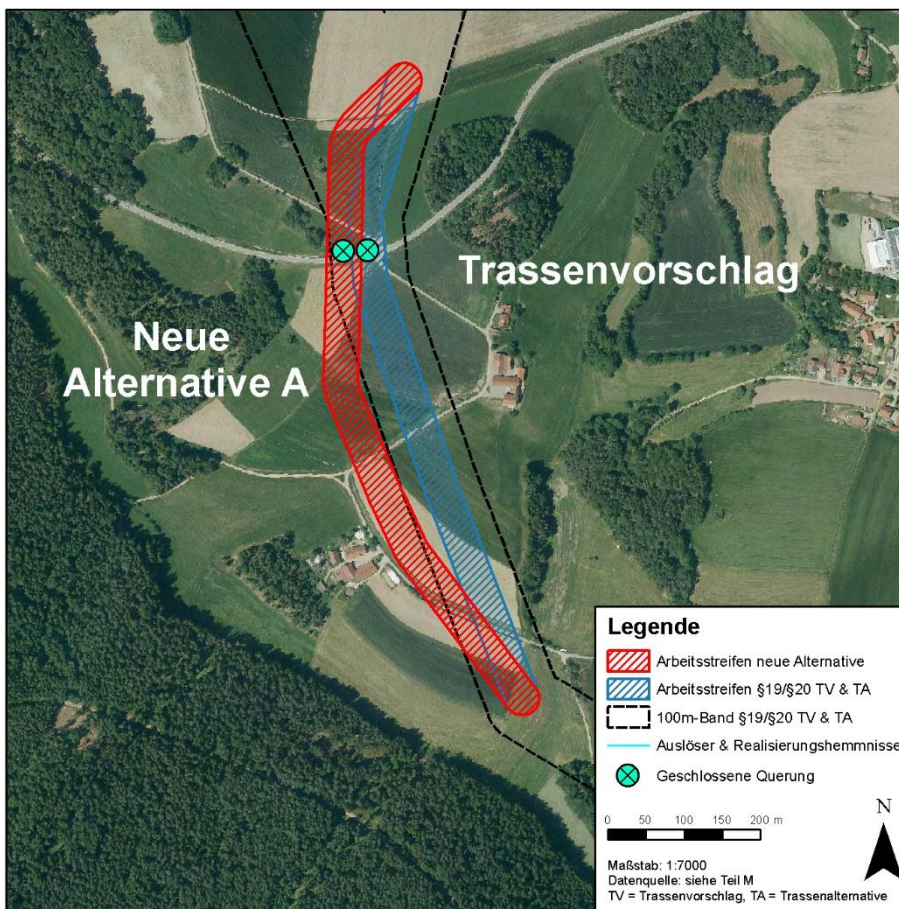 Trassenvorschlag
Neue
Alternative A
Legende
Arbeitsstreifen neue Alternative
Arbeitsstreifen §19/§20 TV & TA
100m-Band §19/§20 TV & TA
Auslöser & Realisierungshemmnisse
Geschlossene Querung
0 50 100 150 200 m
N
Maßstab: 1:7000
Datenquelle: siehe Teil M
TV = Trassenvorschlag, TA = Trassenalternative